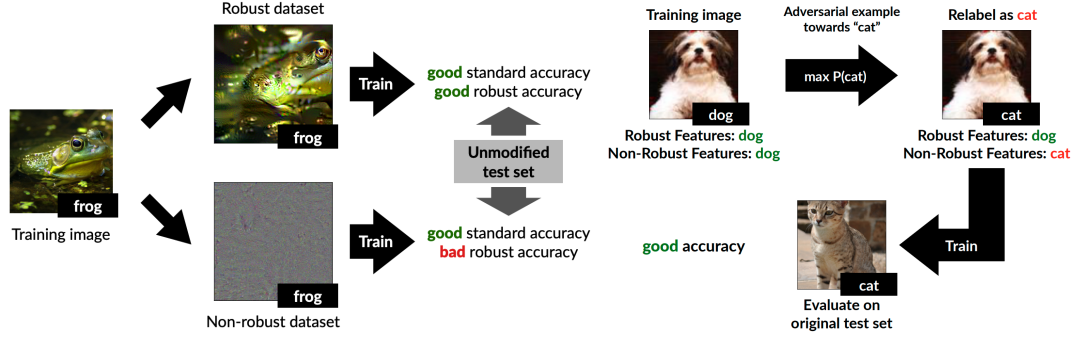 Robust dataset
frog
Train
good standard accuracy
good robust accuracy
frog
Training image
Unmodified
test set
frog
Train
good standard accuracy
bad robust accuracy
Non-robust dataset
Training image
dog
Robust Features: dog
Non-Robust Features: dog
Adversarial example
towards “cat”
max P(cat)
Relabel as cat
cat
Robust Features: dog
Non-Robust Features: cat
Train
good accuracy
cat
Evaluate on
original test set